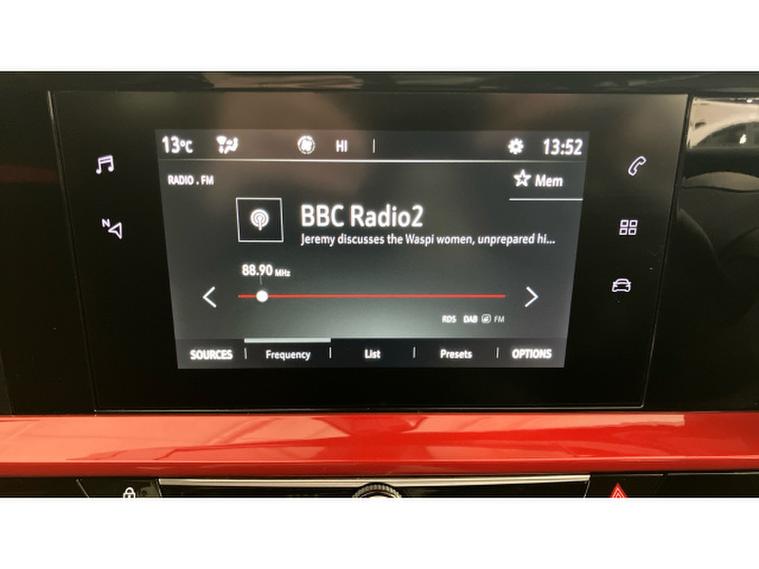 13°C HI 13:52
RADIO . FM
Mem
BBC Radio2
Jeremy discusses the Waspi women, unprepared hi...
N
88.90 MHz
RDS DAB FM
SOURCES Frequency List Presets OPTIONS